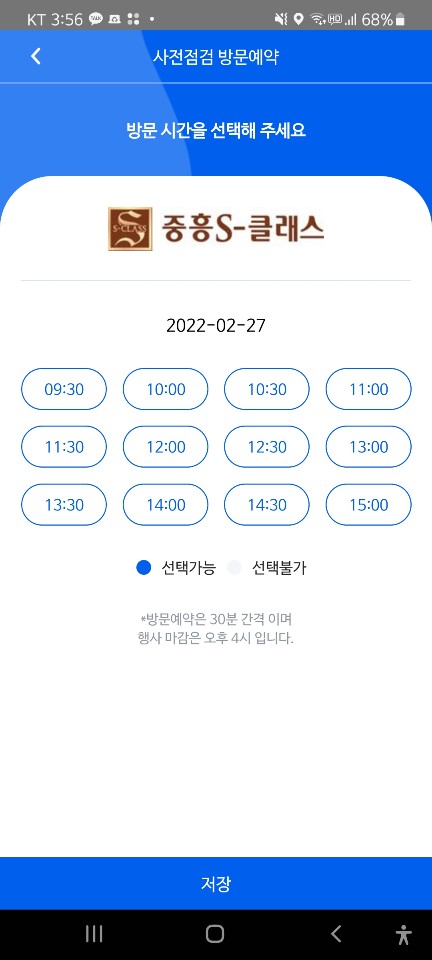 KT 3:56 68%
사전점검 방문예약
방문 시간을 선택해 주세요
S-CLASS 중흥S-클래스
2022-02-27
09:30 10:00 10:30 11:00
11:30 12:00 12:30 13:00
13:30 14:00 14:30 15:00
선택가능 선택불가
*방문예약은 30분 간격 이며
행사 마감은 오후 4시 입니다.
저장